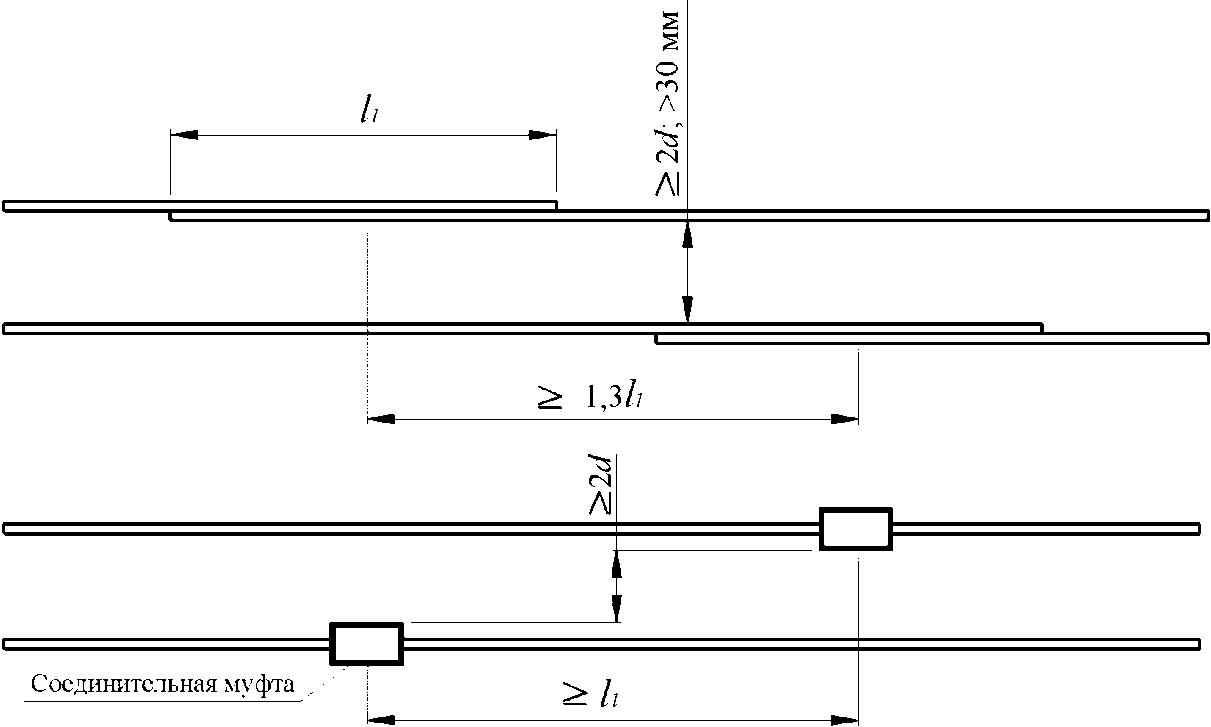 l1
≥2d; >30 мм
≥ 1,3l1
≥2d
Соединительная муфта
≥ l1